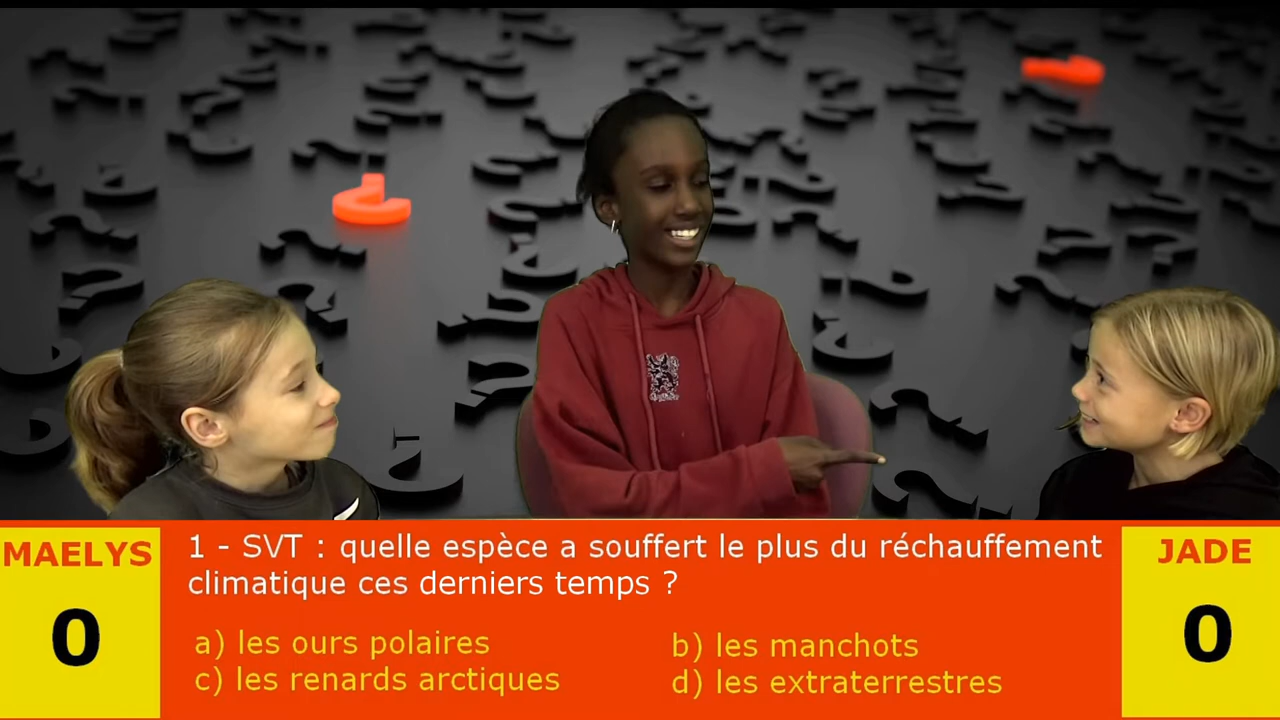 MAELYS
0
1 - SVT : quelle espèce a souffert le plus du réchauffement
climatique ces derniers temps ?
a) les ours polaires
b) les manchots
c) les renards arctiques
d) les extraterrestres
JADE
0